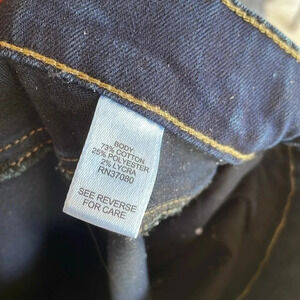 BODY:
73% COTTON
25% POLYESTER
2% LYCRA
RN37080
SEE REVERSE
FOR CARE